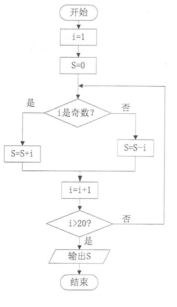 开始
i=1
S=0
i是奇数?
是
否
S=S+i
S=S-i
i=i+1
i>20?
否
是
输出S
结束